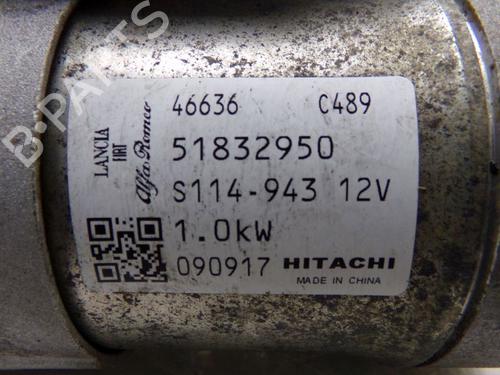 46636 C489
LANCIA
FIAT
Alfa Romeo
51832950
S114-943 12V
1.0kW
090917 HITACHI
MADE IN CHINA
B-PARTS